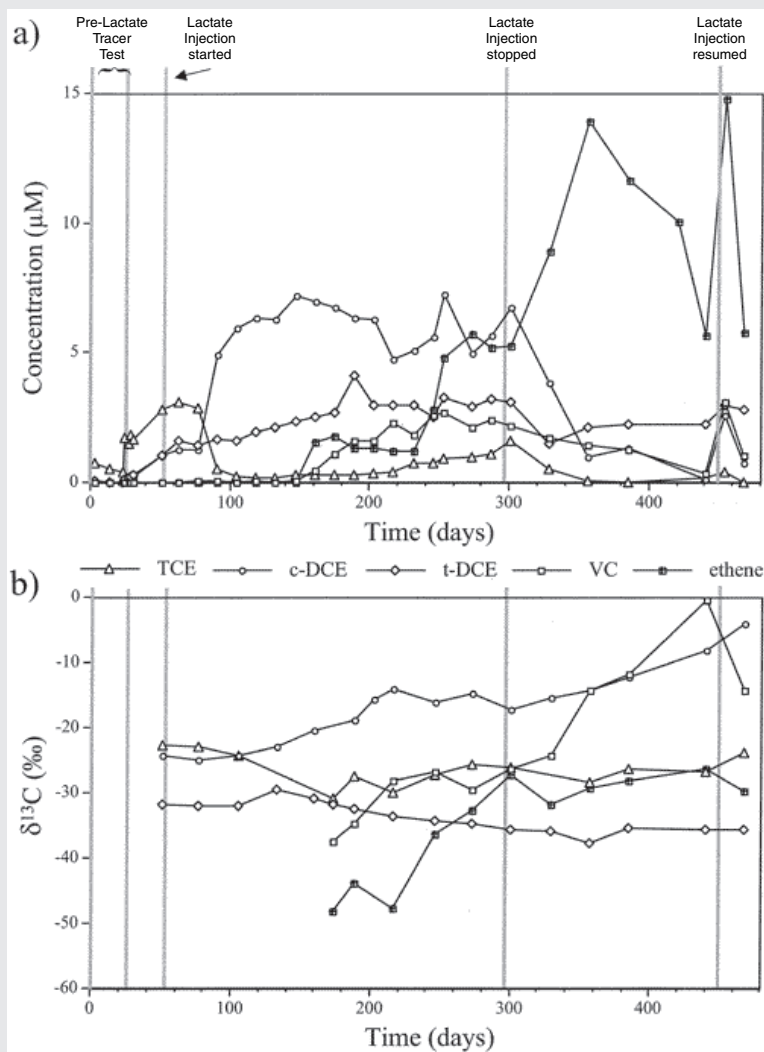 a)
Pre-Lactate
Tracer
Test
Lactate
Injection
started
Lactate
Injection
stopped
Lactate
Injection
resumed
15
10
5
0
Concentration (µM)
0 100 200 300 400
Time (days)
TCE c-DCE t-DCE VC ethene
b)
0
-10
-20
-30
-40
-50
-60
δ¹³C (‰)
0 100 200 300 400
Time (days)